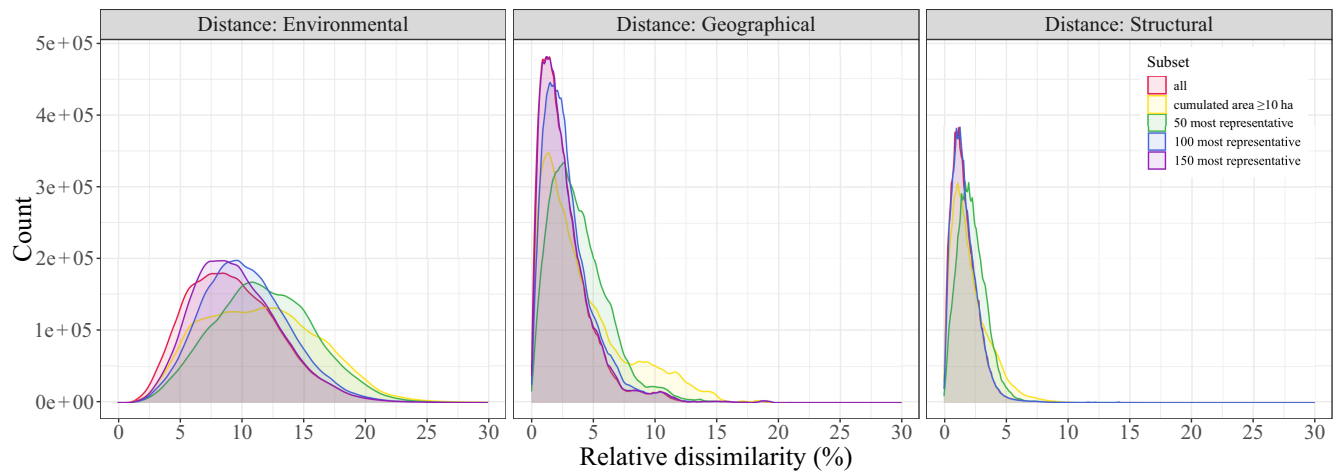 Distance: Environmental
Distance: Geographical
Distance: Structural
Count
5e+05
4e+05
3e+05
2e+05
1e+05
0e+00
Subset
all
cumulated area ≥10 ha
50 most representative
100 most representative
150 most representative
0 5 10 15 20 25 30
0 5 10 15 20 25 30
0 5 10 15 20 25 30
Relative dissimilarity (%)